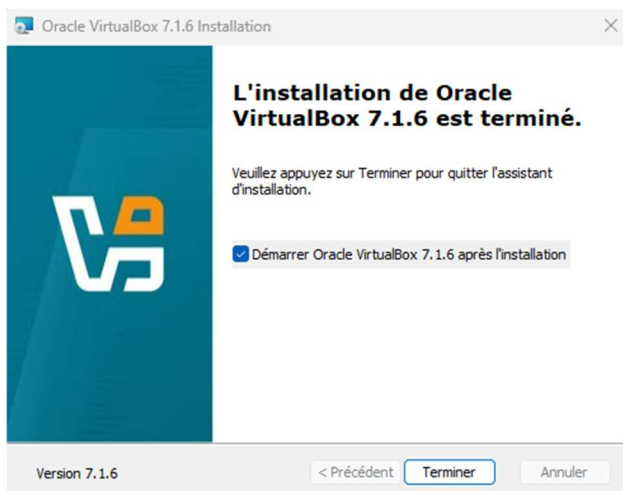 Oracle VirtualBox 7.1.6 Installation
L'installation de Oracle
VirtualBox 7.1.6 est terminé.
Veuillez appuyez sur Terminer pour quitter l'assistant
d'installation.
Démarrer Oracle VirtualBox 7.1.6 après l'installation
Version 7.1.6
< Précédent Terminer Annuler